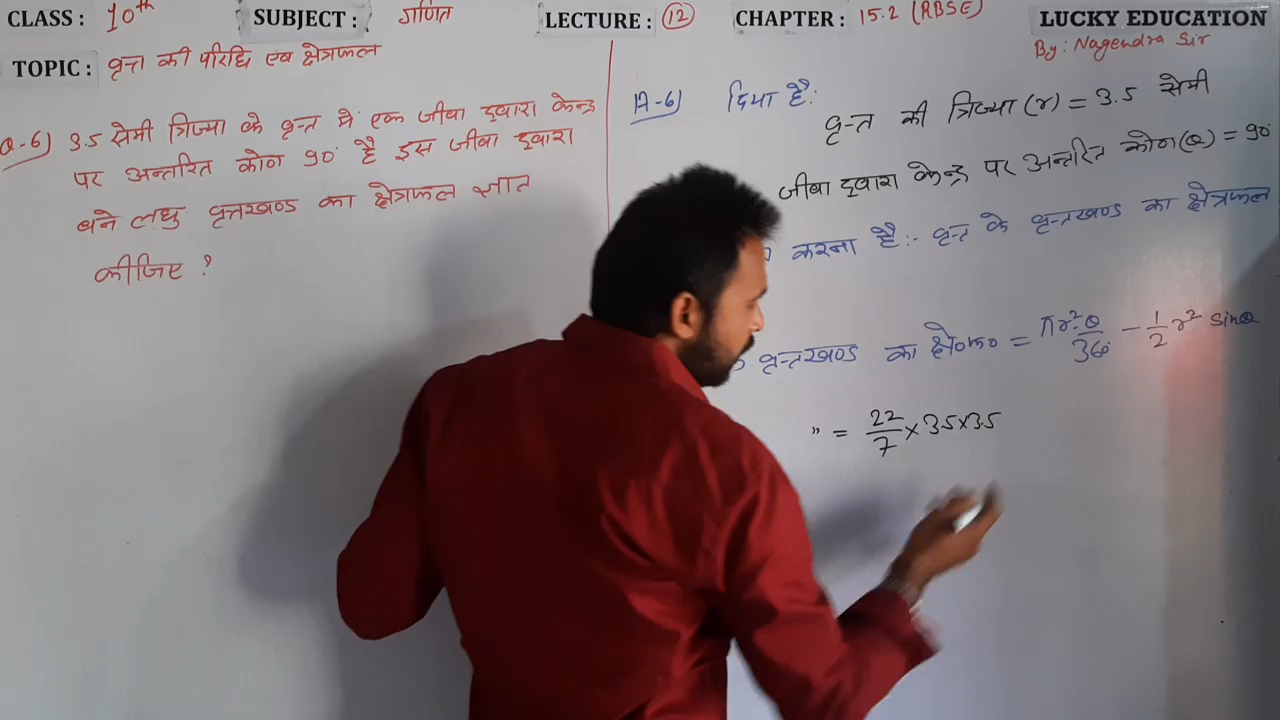 CLASS : 10th SUBJECT : गणित LECTURE : 12 CHAPTER : 15.2 (RBSE) LUCKY EDUCATION
By: Nagendra Sir
TOPIC : वृत्त की परिधि एवं क्षेत्रफल
Q-6) 3.5 सेमी त्रिज्या के वृत्त में एक जीवा द्वारा केन्द्र
पर अन्तरित कोण 90° है इस जीवा द्वारा
बने लघु वृत्तखण्ड का क्षेत्रफल ज्ञात
कीजिए ?
A-6) दिया है:
वृत्त की त्रिज्या (r) = 3.5 सेमी
जीवा द्वारा केन्द्र पर अन्तरित कोण(θ) = 90°
करना है:- वृत्त के वृत्तखण्ड का क्षेत्रफल
वृत्तखण्ड का क्षे०फ० = πr²θ/360° - 1/2 r² sinθ
" = 22/7 × 3.5 × 3.5